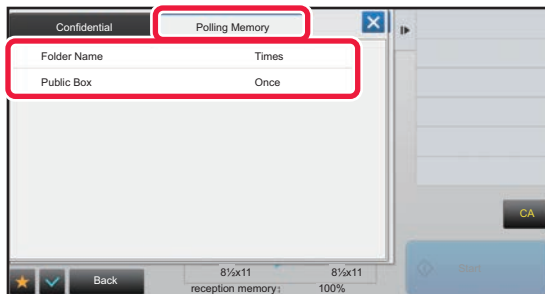 Confidential Polling Memory
Folder Name Times
Public Box Once
CA
8½x11 8½x11
Start
Back
reception memory: 100%